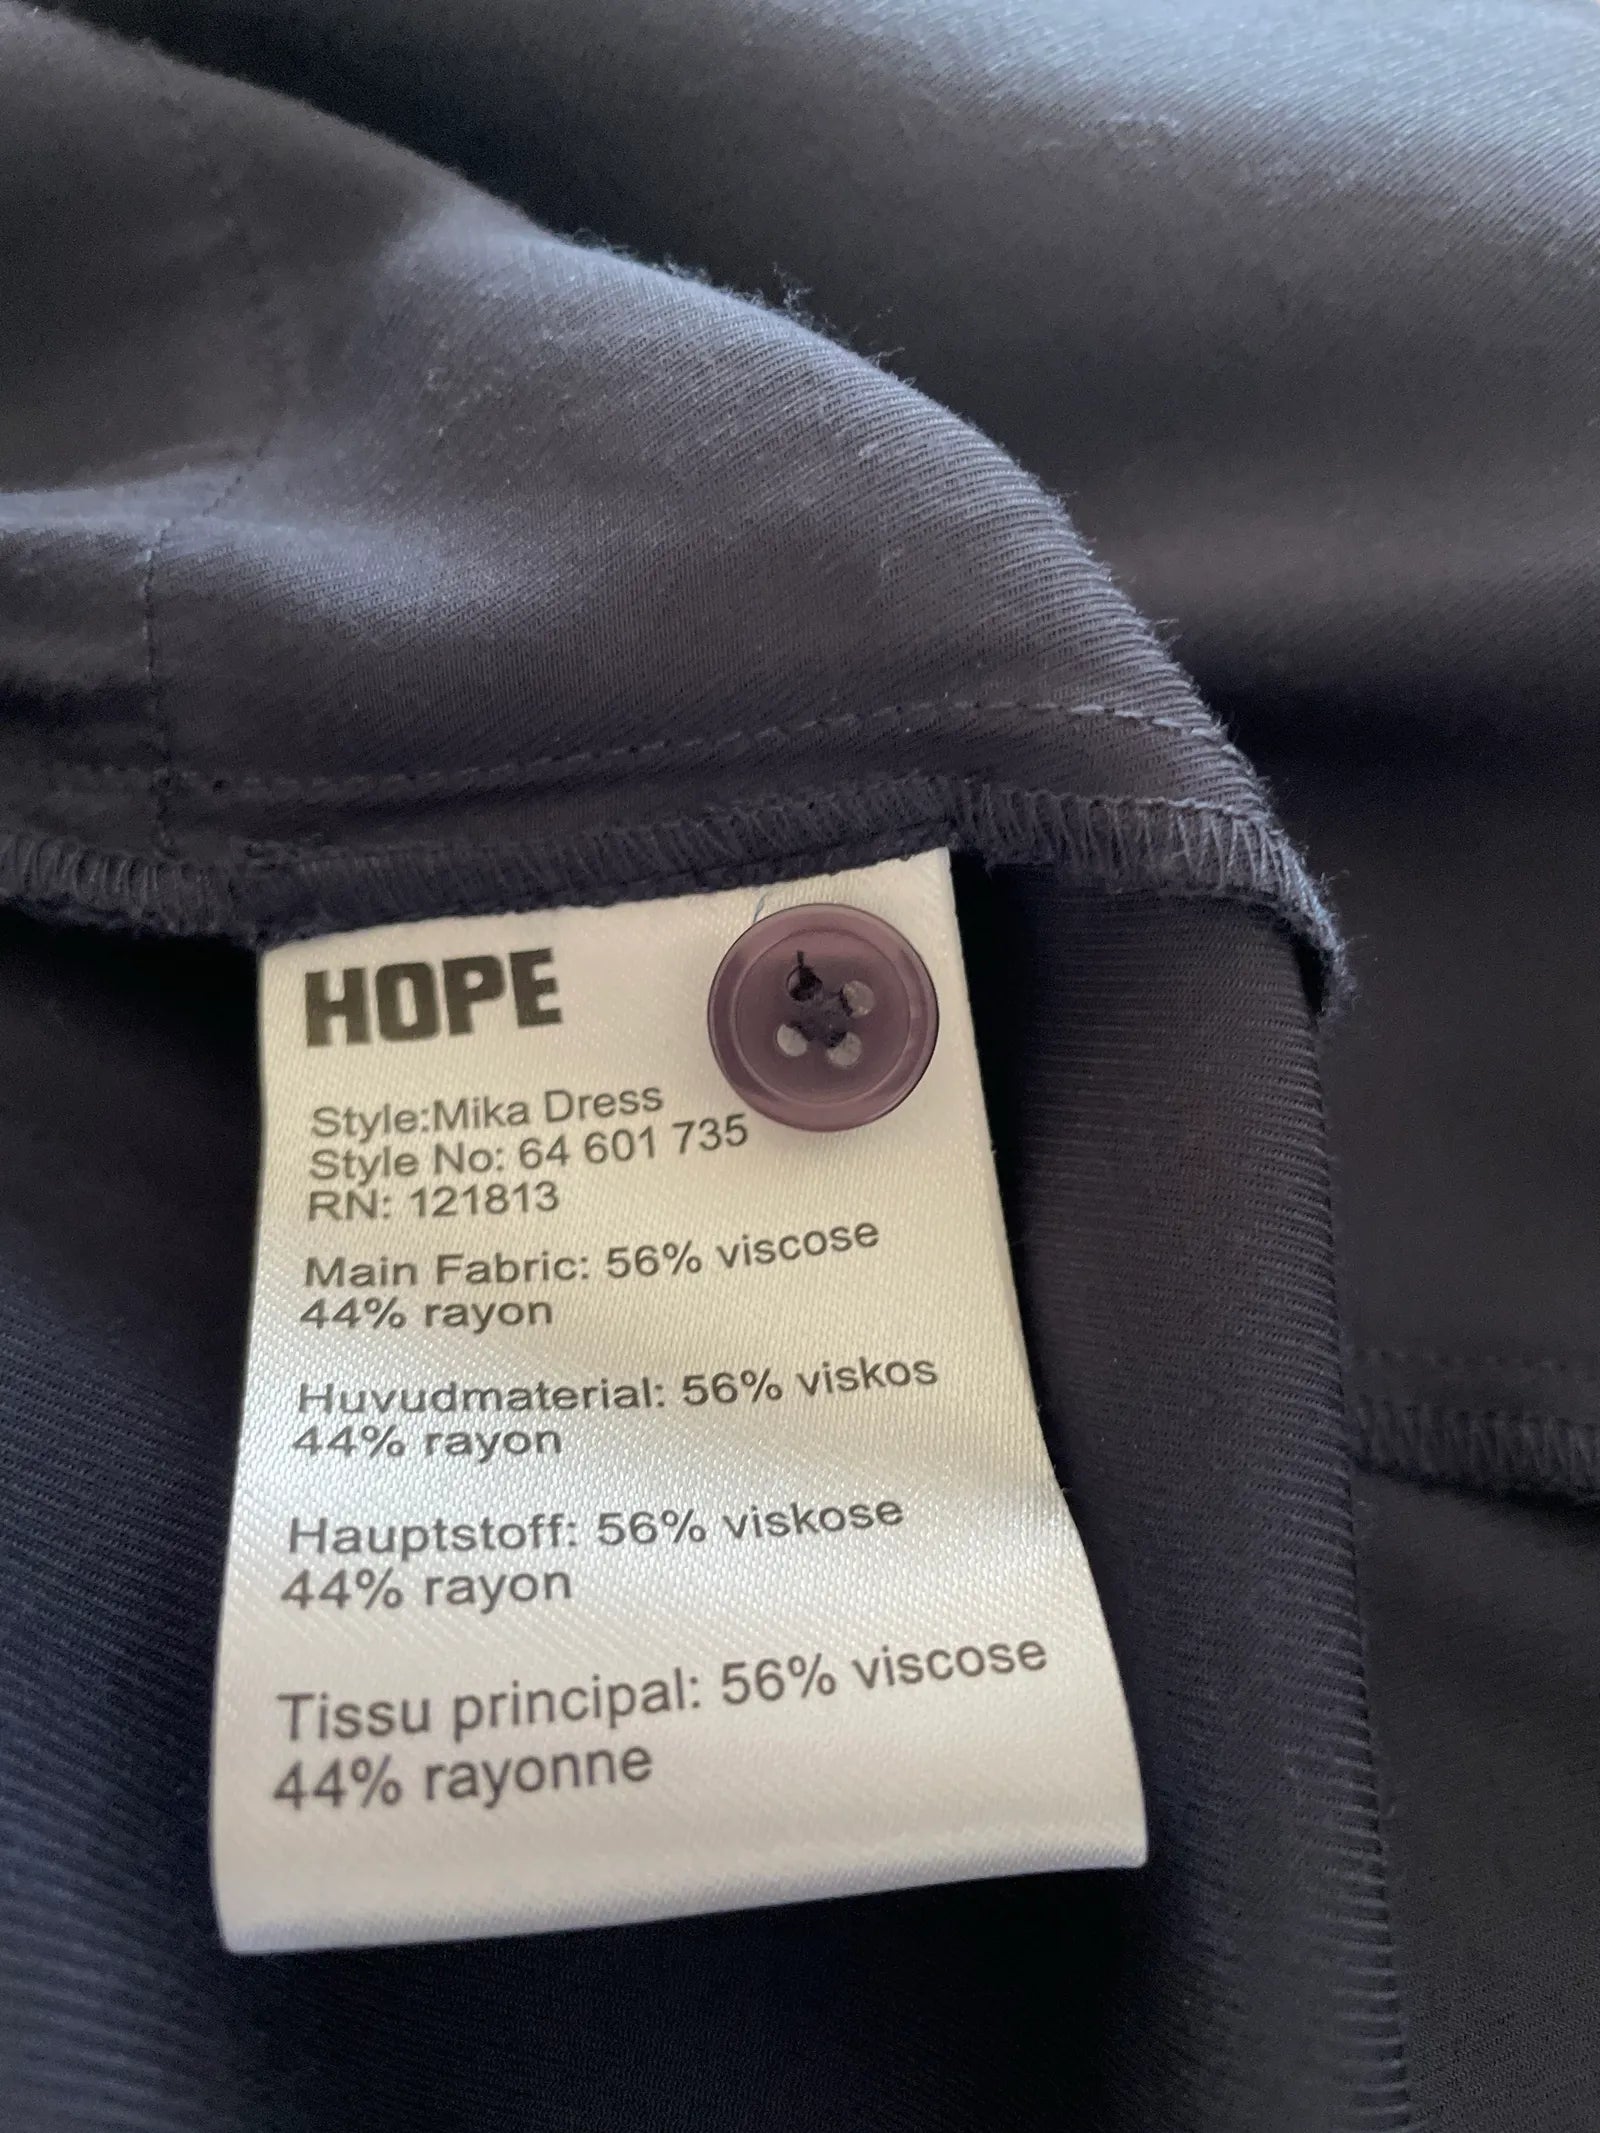 HOPE
Style:Mika Dress
Style No: 64 601 735
RN: 121813
Main Fabric: 56% viscose
44% rayon
Huvudmaterial: 56% viskos
44% rayon
Hauptstoff: 56% viskose
44% rayon
Tissu principal: 56% viscose
44% rayonne